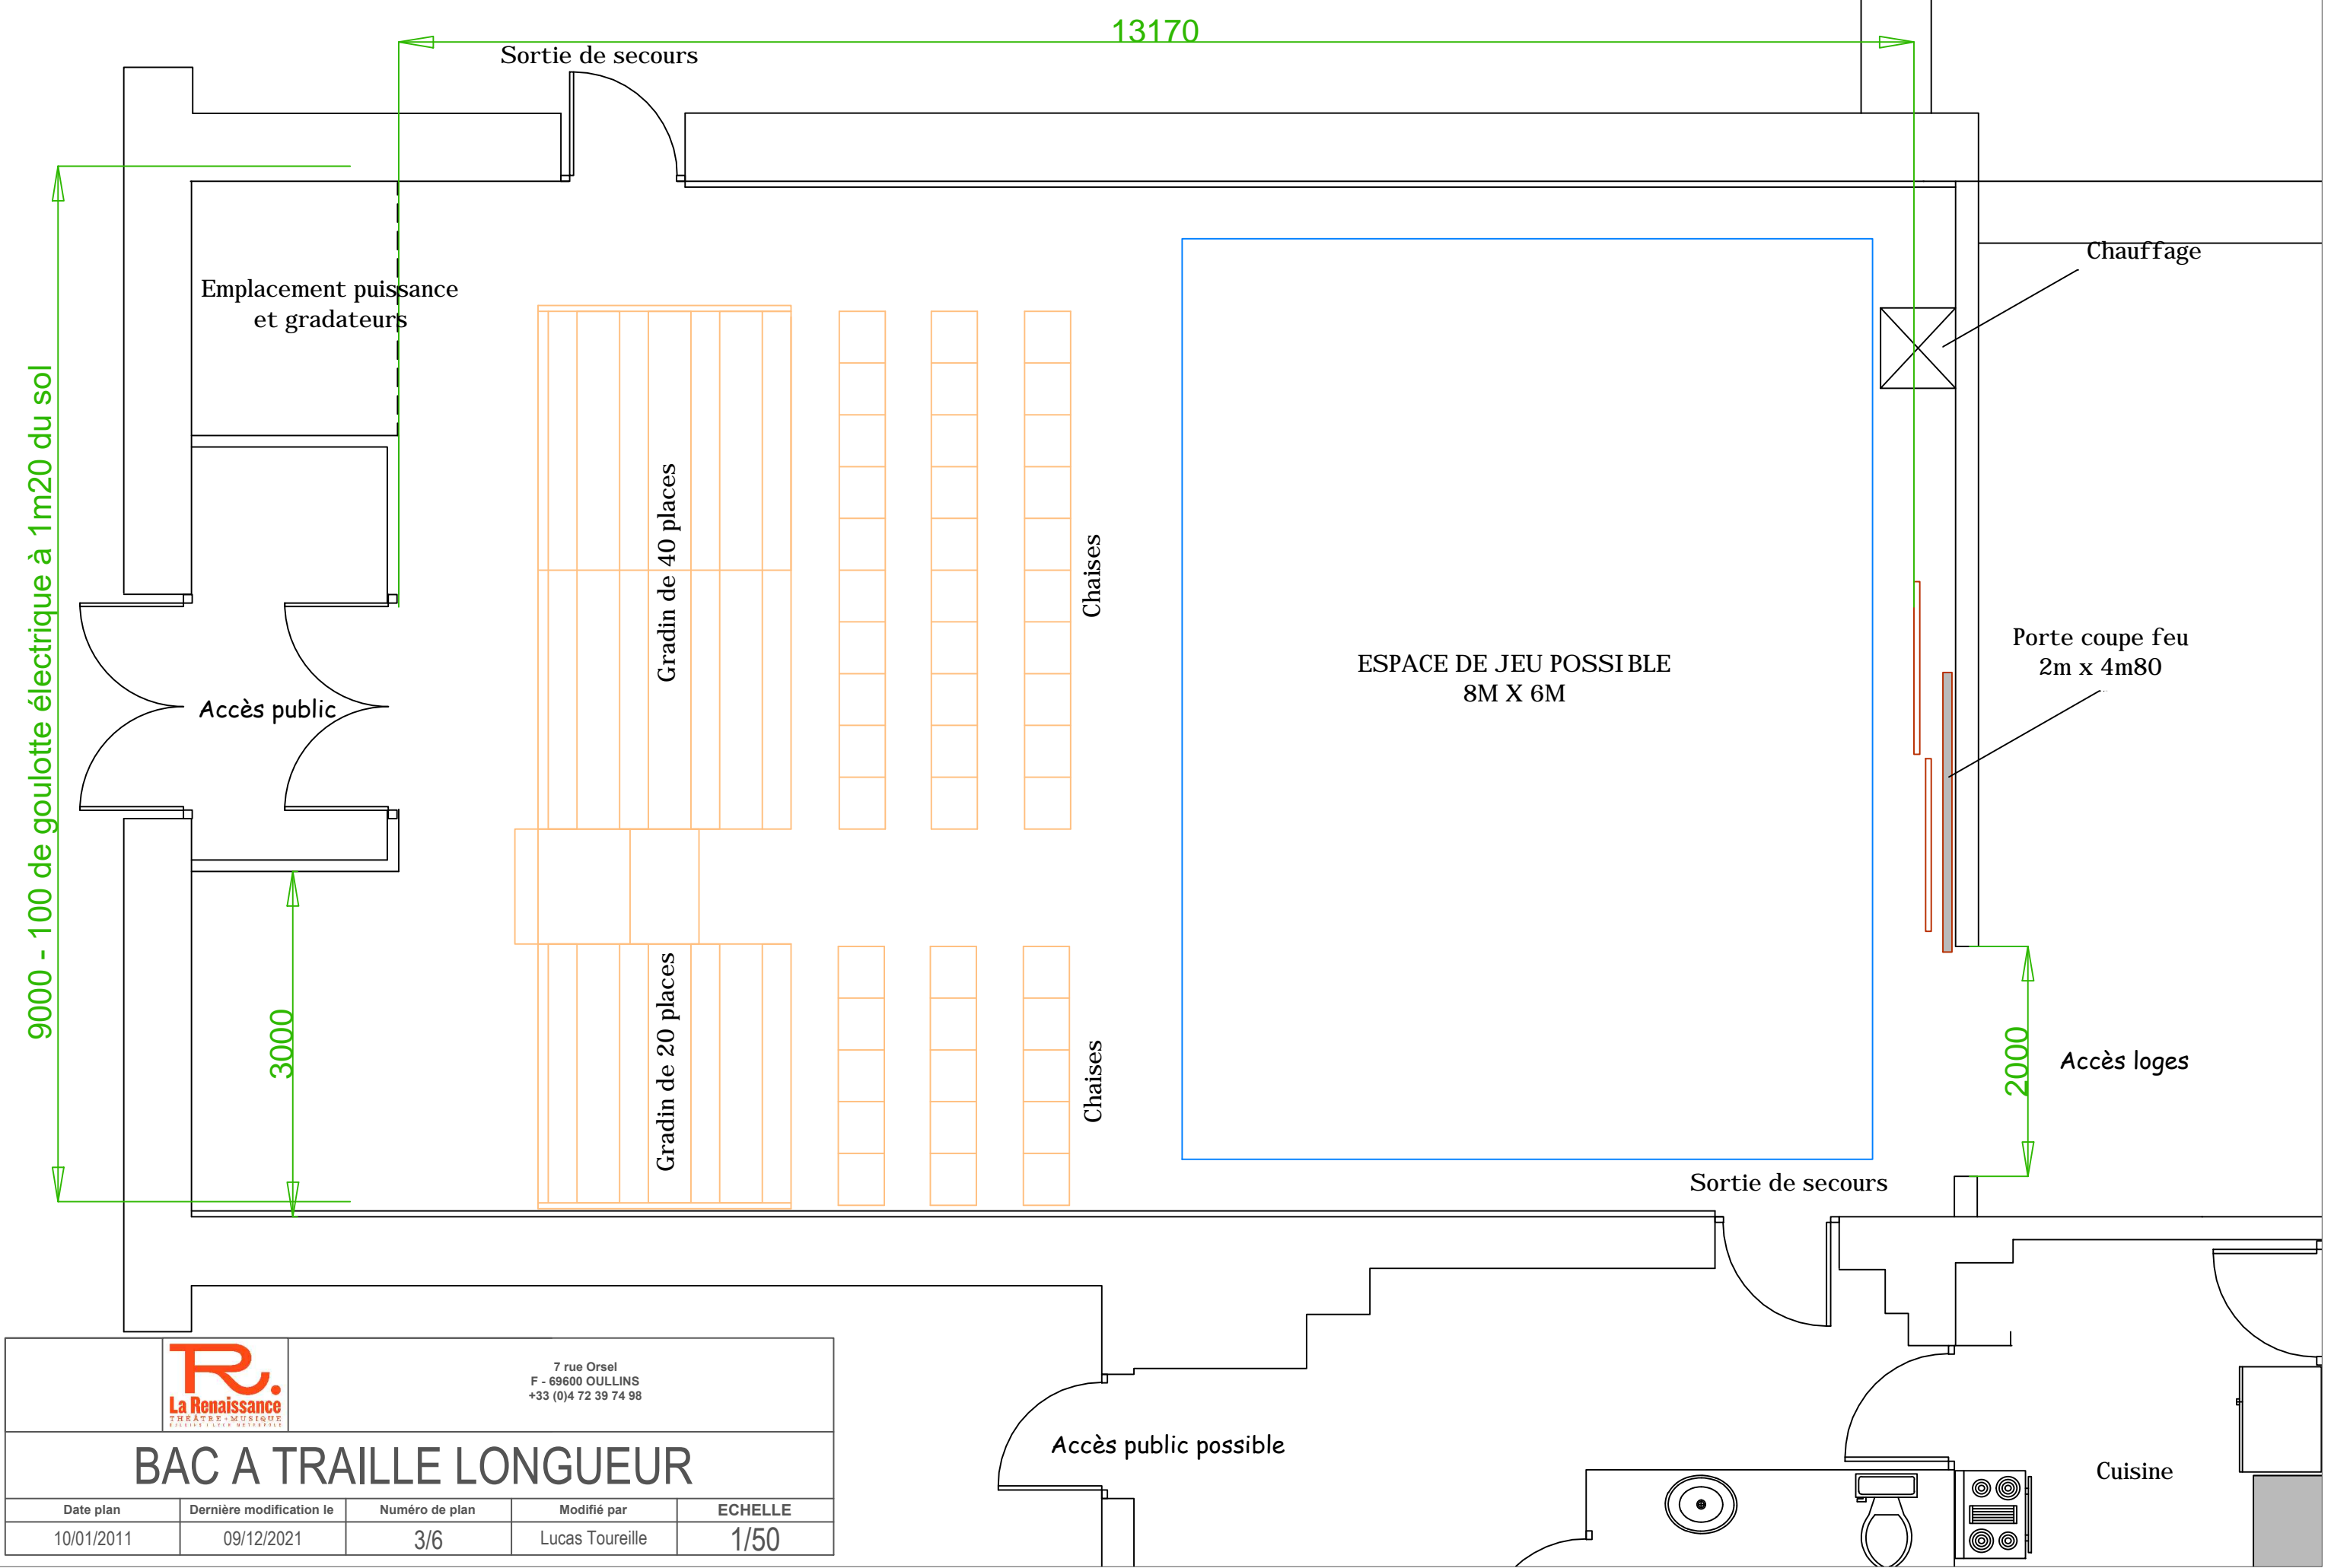 13170
Sortie de secours
Emplacement puissance
et gradateurs
Chauffage
9000 - 100 de goulotte électrique à 1m20 du sol
Gradin de 40 places
Chaises
ESPACE DE JEU POSSIBLE
8M X 6M
Porte coupe feu
2m x 4m80
Accès public
3000
Gradin de 20 places
Chaises
2000
Accès loges
Sortie de secours
R.
La Renaissance
THÉÂTRE + MUSIQUE
7 rue Orsel
F - 69600 OULLINS
+33 (0)4 72 39 74 98
BAC A TRAILLE LONGUEUR
Date plan
Dernière modification le
Numéro de plan
Modifié par
ECHELLE
10/01/2011
09/12/2021
3/6
Lucas Toureille
1/50
Accès public possible
Cuisine